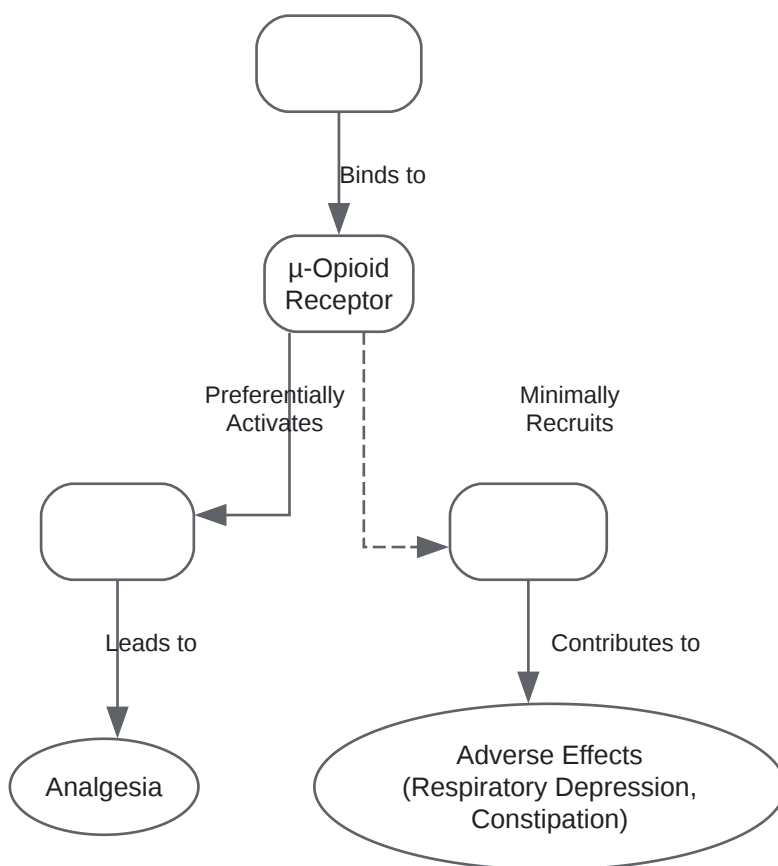 Binds to
µ-Opioid
Receptor
Preferentially
Activates
Minimally
Recruits
Leads to
Contributes to
Analgesia
Adverse Effects
(Respiratory Depression,
Constipation)